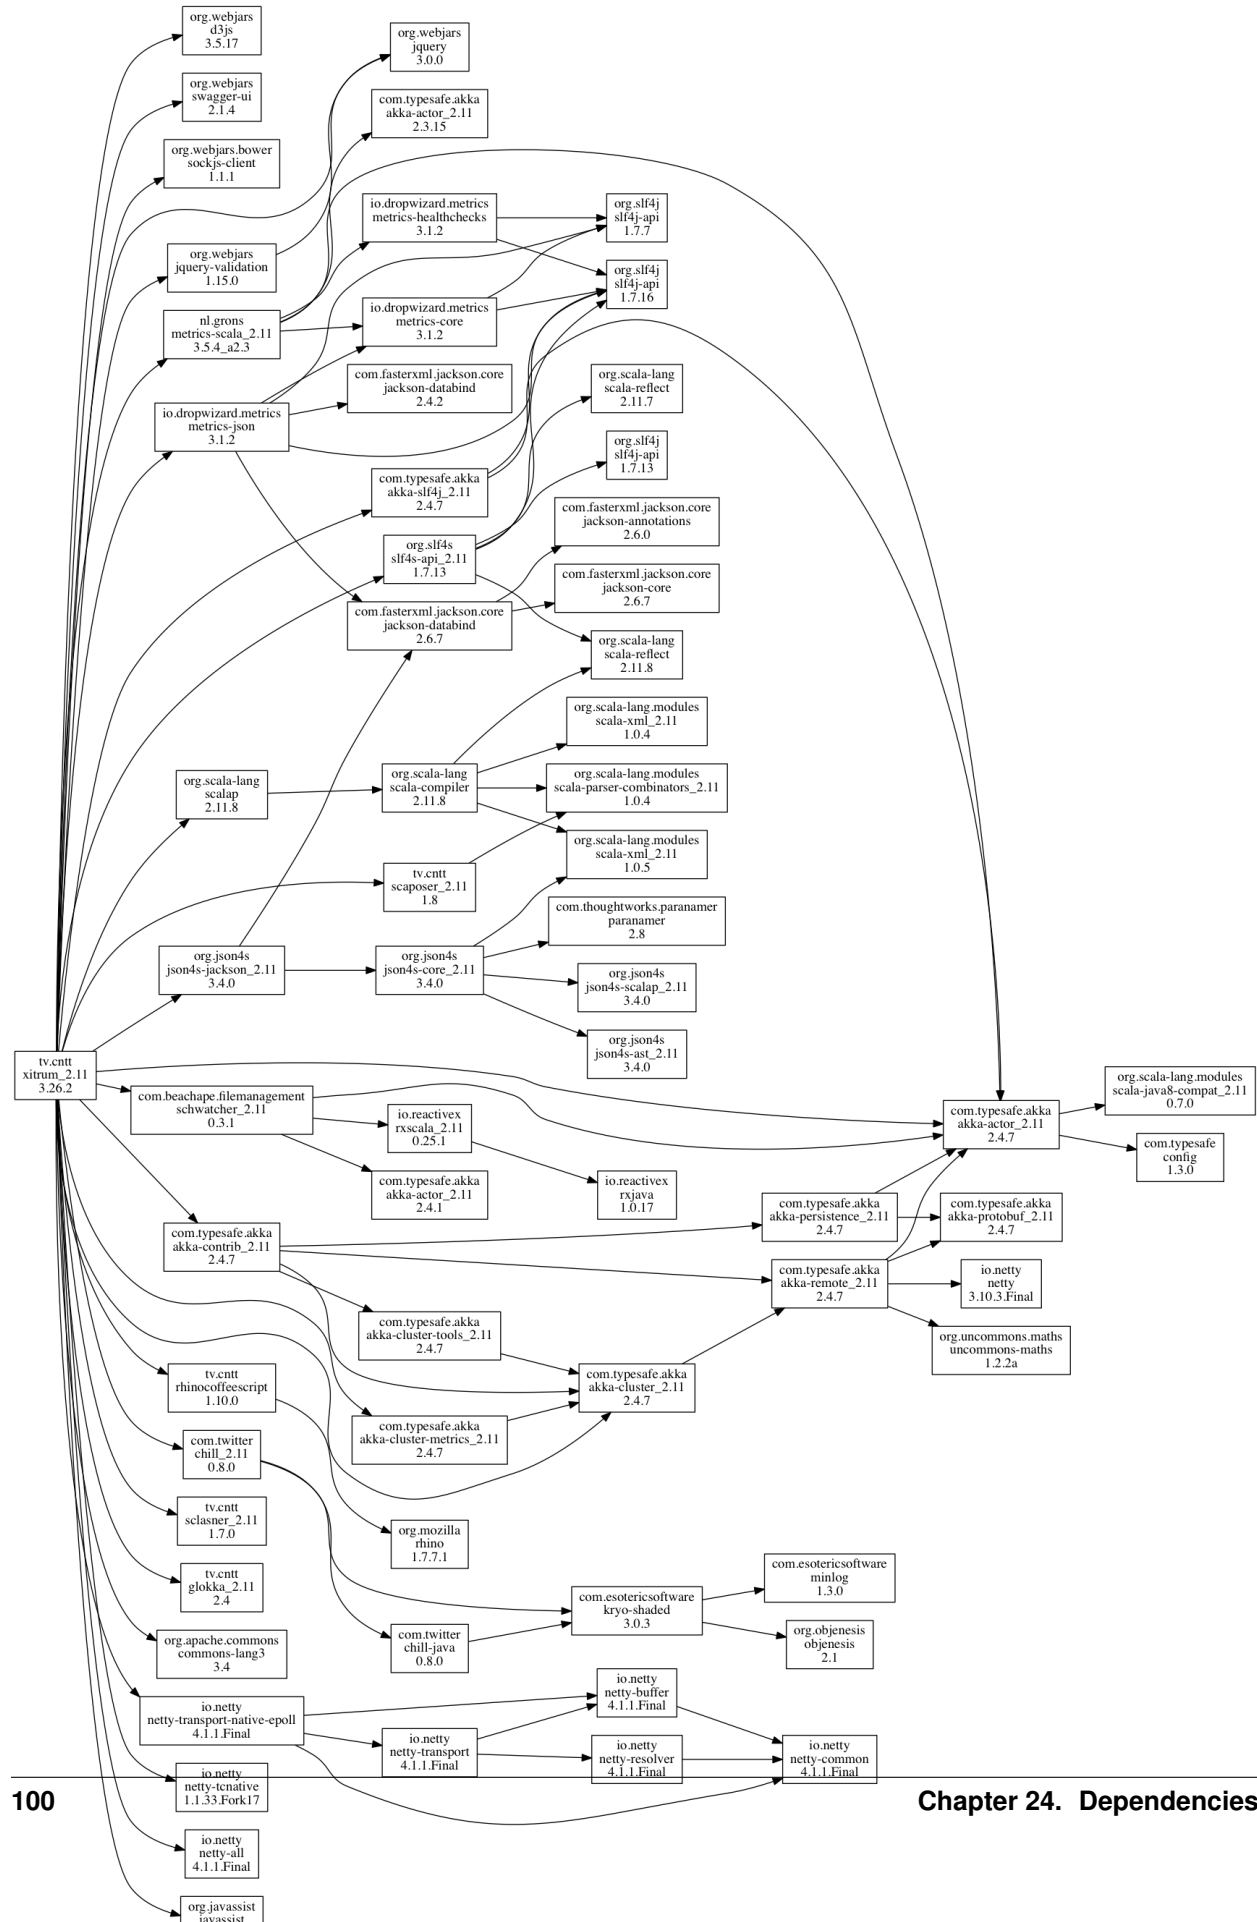 org.webjars
d3js
3.5.17
org.webjars
jquery
3.0.0
org.webjars
swagger-ui
2.1.4
com.typesafe.akka
akka-actor_2.11
2.3.15
org.webjars.bower
sockjs-client
1.1.1
io.dropwizard.metrics
metrics-healthchecks
3.1.2
org.slf4j
slf4j-api
1.7.7
org.webjars
jquery-validation
1.15.0
org.slf4j
slf4j-api
1.7.16
nl.grons
metrics-scala_2.11
3.5.4_a2.3
io.dropwizard.metrics
metrics-core
3.1.2
com.fasterxml.jackson.core
jackson-databind
2.4.2
org.scala-lang
scala-reflect
2.11.7
io.dropwizard.metrics
metrics-json
3.1.2
org.slf4j
slf4j-api
1.7.13
com.typesafe.akka
akka-slf4j_2.11
2.4.7
com.fasterxml.jackson.core
jackson-annotations
2.6.0
org.slf4s
slf4s-api_2.11
1.7.13
com.fasterxml.jackson.core
jackson-core
2.6.7
com.fasterxml.jackson.core
jackson-databind
2.6.7
org.scala-lang
scala-reflect
2.11.8
org.scala-lang.modules
scala-xml_2.11
1.0.4
org.scala-lang
scalap
2.11.8
org.scala-lang
scala-compiler
2.11.8
org.scala-lang.modules
scala-parser-combinators_2.11
1.0.4
org.scala-lang.modules
scala-xml_2.11
1.0.5
tv.cntt
scaposer_2.11
1.8
com.thoughtworks.paranamer
paranamer
2.8
org.json4s
json4s-jackson_2.11
3.4.0
org.json4s
json4s-core_2.11
3.4.0
org.json4s
json4s-scalap_2.11
3.4.0
org.json4s
json4s-ast_2.11
3.4.0
tv.cntt
xitrum_2.11
3.26.2
com.beachape.filemanagement
schwatcher_2.11
0.3.1
io.reactivex
rxscala_2.11
0.25.1
com.typesafe.akka
akka-actor_2.11
2.4.7
org.scala-lang.modules
scala-java8-compat_2.11
0.7.0
com.typesafe
config
1.3.0
com.typesafe.akka
akka-actor_2.11
2.4.1
io.reactivex
rxjava
1.0.17
com.typesafe.akka
akka-persistence_2.11
2.4.7
com.typesafe.akka
akka-protobuf_2.11
2.4.7
com.typesafe.akka
akka-contrib_2.11
2.4.7
com.typesafe.akka
akka-remote_2.11
2.4.7
io.netty
netty
3.10.3.Final
com.typesafe.akka
akka-cluster-tools_2.11
2.4.7
org.uncommons.maths
uncommons-maths
1.2.2a
tv.cntt
rhinocoffeescript
1.10.0
com.typesafe.akka
akka-cluster_2.11
2.4.7
com.typesafe.akka
akka-cluster-metrics_2.11
2.4.7
com.twitter
chill_2.11
0.8.0
tv.cntt
sclasner_2.11
1.7.0
org.mozilla
rhino
1.7.7.1
tv.cntt
glokka_2.11
2.4
com.esotericsoftware
minlog
1.3.0
com.esotericsoftware
kryo-shaded
3.0.3
org.apache.commons
commons-lang3
3.4
com.twitter
chill-java
0.8.0
org.objenesis
objenesis
2.1
io.netty
netty-transport-native-epoll
4.1.1.Final
io.netty
netty-buffer
4.1.1.Final
io.netty
netty-transport
4.1.1.Final
io.netty
netty-resolver
4.1.1.Final
io.netty
netty-common
4.1.1.Final
io.netty
netty-tcnative
1.1.33.Fork17
100
Chapter 24. Dependencies
io.netty
netty-all
4.1.1.Final
org.javassist
javassist